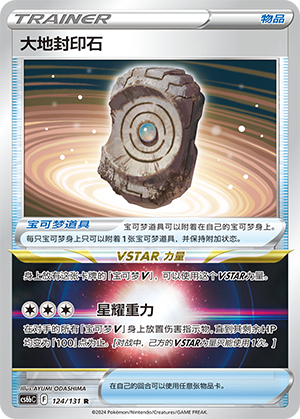 TRAINER
物品
大地封印石
宝可梦道具
宝可梦道具可以附着在自己的宝可梦身上。
每只宝可梦身上只可以附着1张宝可梦道具，并保持附加状态。
VSTAR 力量
身上放有这张卡牌的「宝可梦V」，可以使用这个VSTAR力量。
星耀重力
在对手的所有「宝可梦V」身上放置伤害指示物，直到其剩余HP
均变为「100」点为止。[对战中，己方的VSTAR力量仅能使用1次。]
Illus. AYUMI ODASHIMA
CS6bC F 124/131 R
在自己的回合可以使用任意张物品卡。
©2024 Pokémon/Nintendo/Creatures/GAME FREAK.